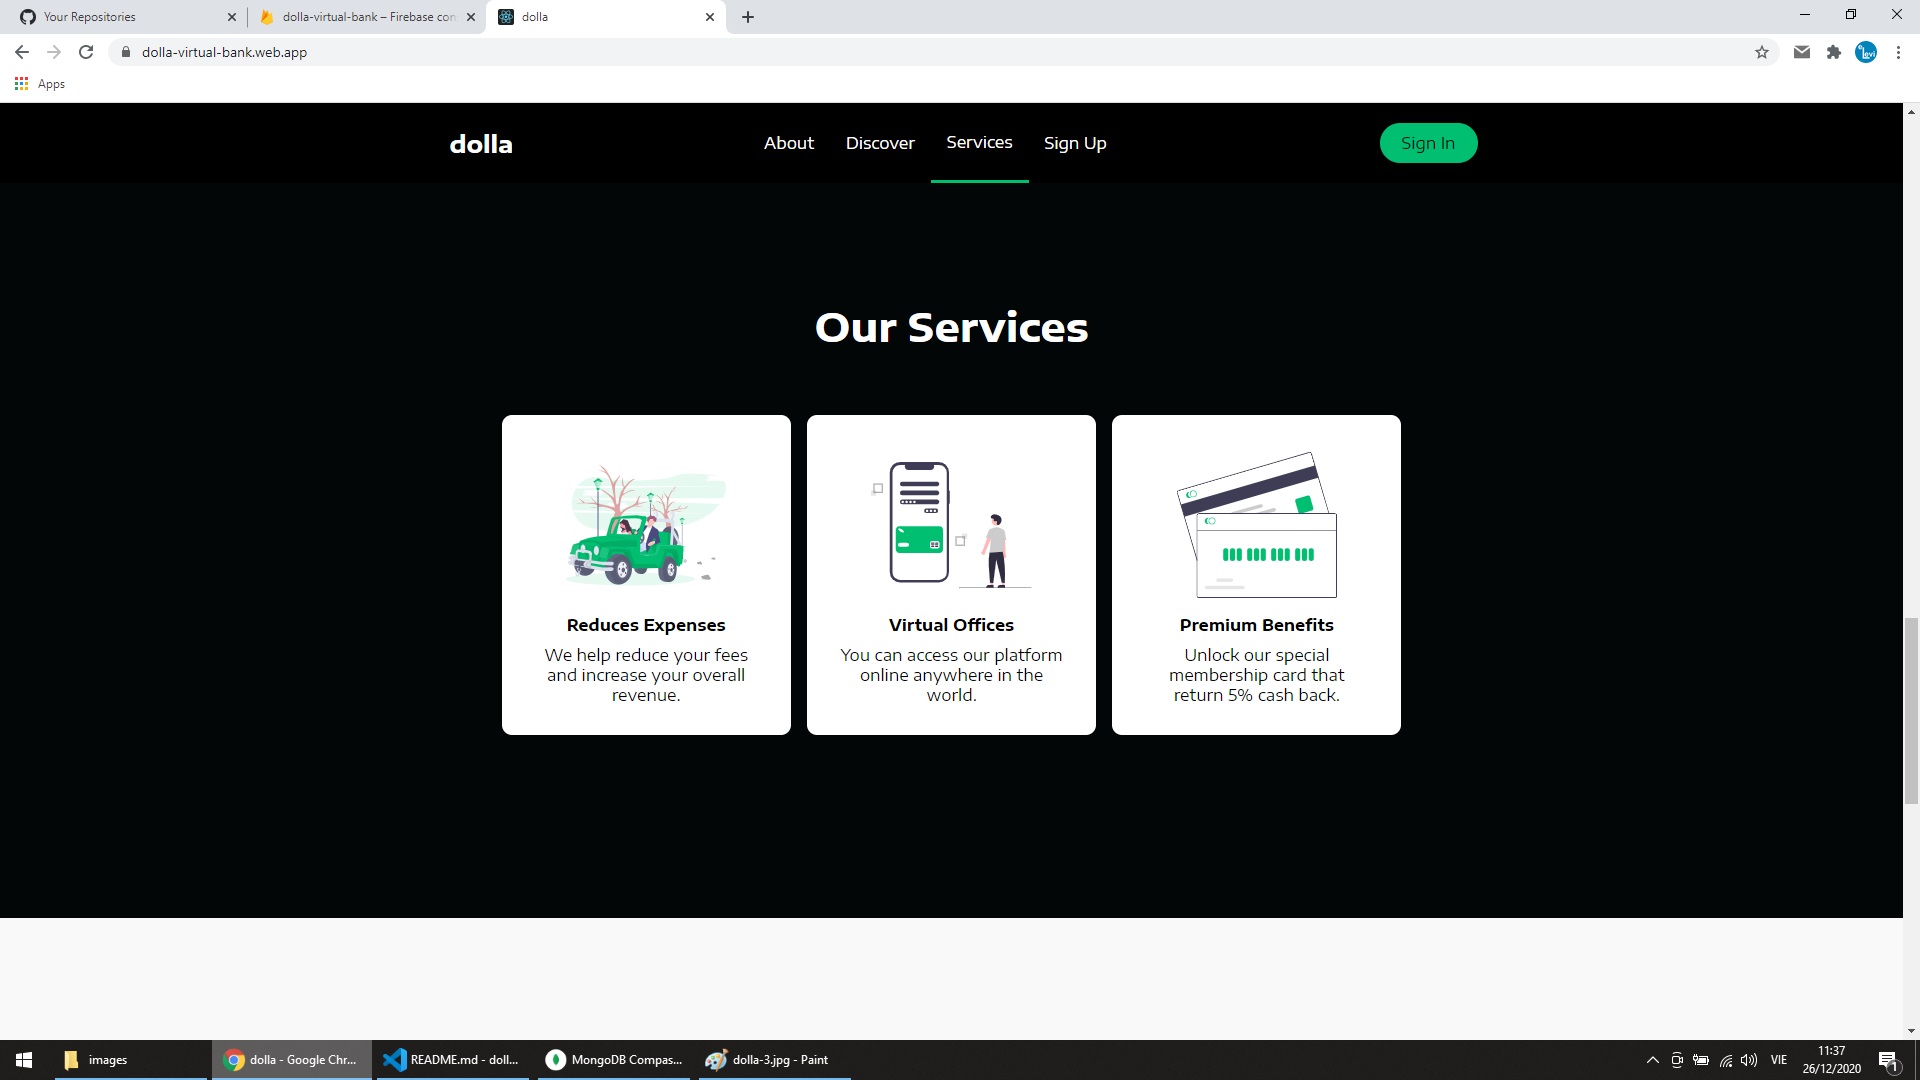 Your Repositories
dolla-virtual-bank – Firebase con
dolla
dolla-virtual-bank.web.app
Apps
dolla
About
Discover
Services
Sign Up
Sign In
Our Services
Reduces Expenses
We help reduce your fees
and increase your overall
revenue.
Virtual Offices
You can access our platform
online anywhere in the
world.
Premium Benefits
Unlock our special
membership card that
return 5% cash back.
images
dolla - Google Chr...
README.md - doll...
MongoDB Compas...
dolla-3.jpg - Paint
VIE
11:37
26/12/2020
1